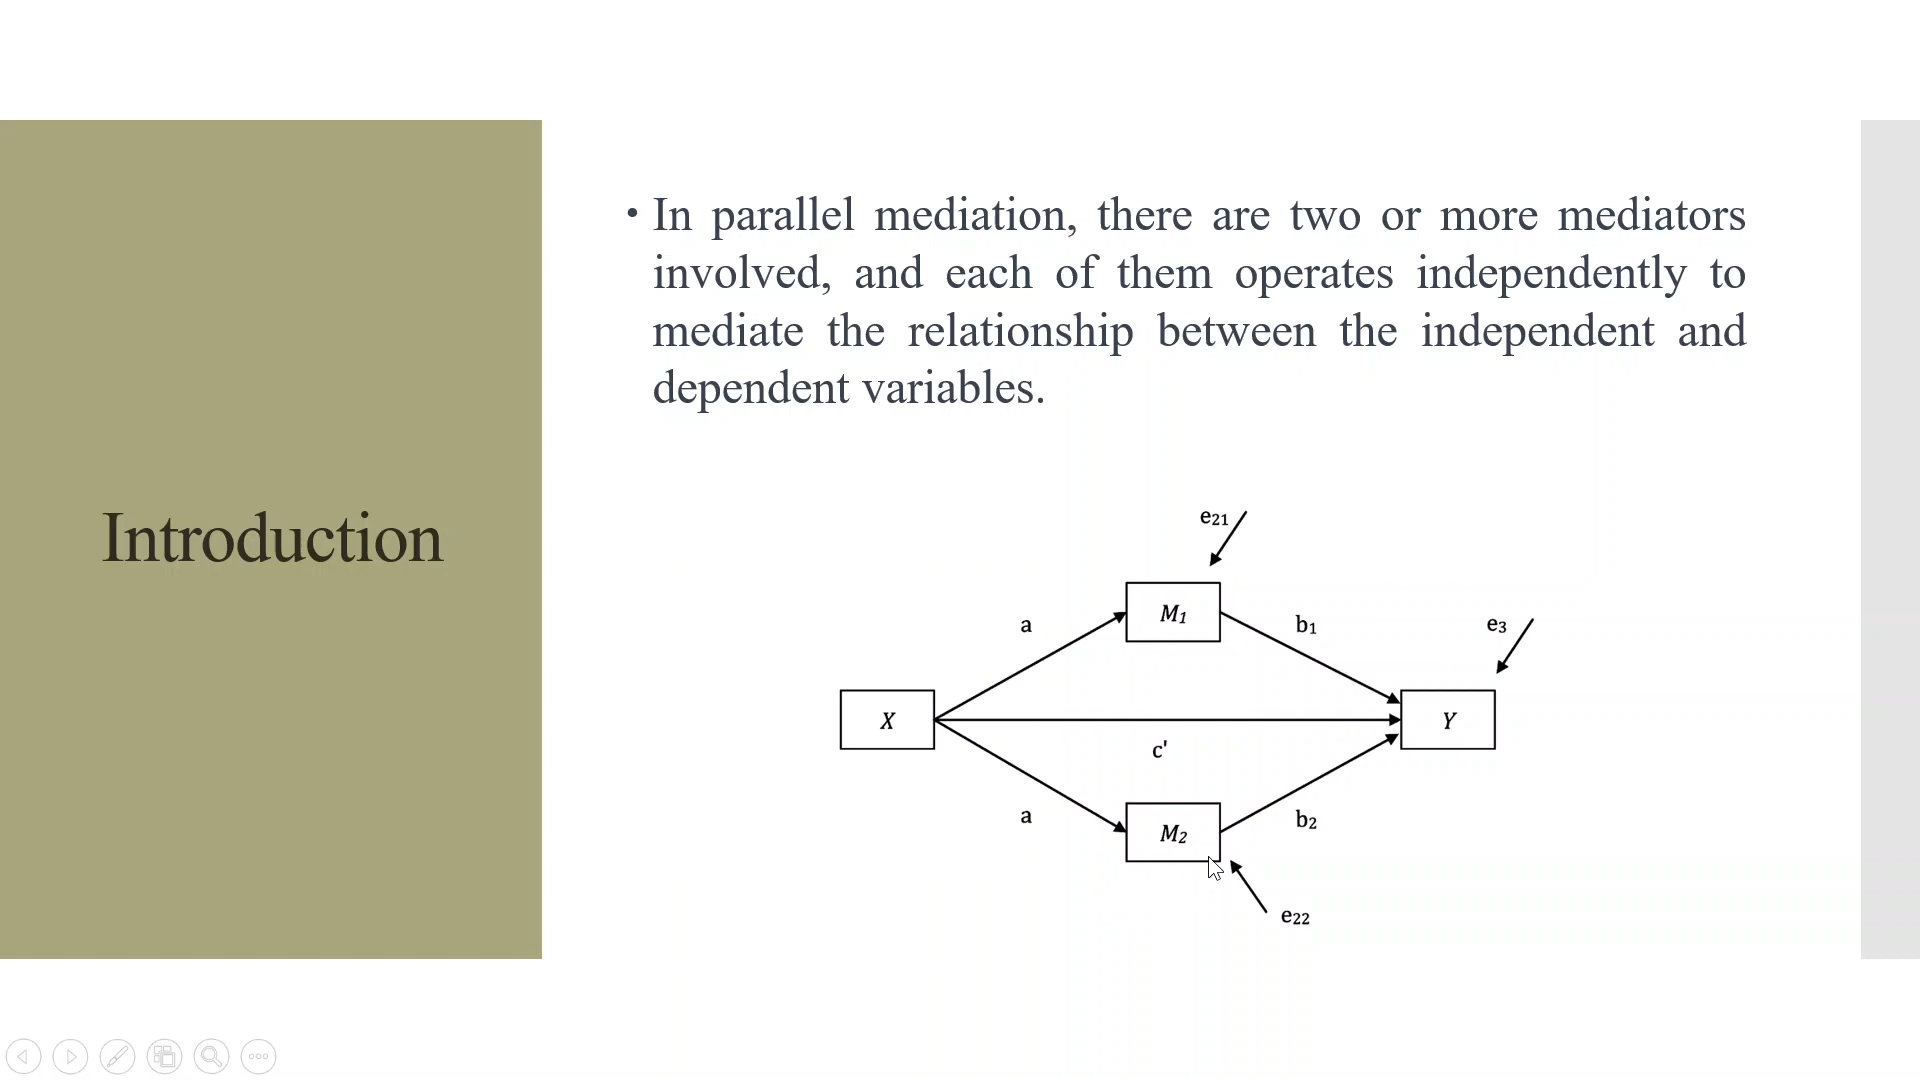 Introduction
• In parallel mediation, there are two or more mediators
involved, and each of them operates independently to
mediate the relationship between the independent and
dependent variables.
e21
M1
a
b1
e3
X
Y
c'
a
M2
b2
e22